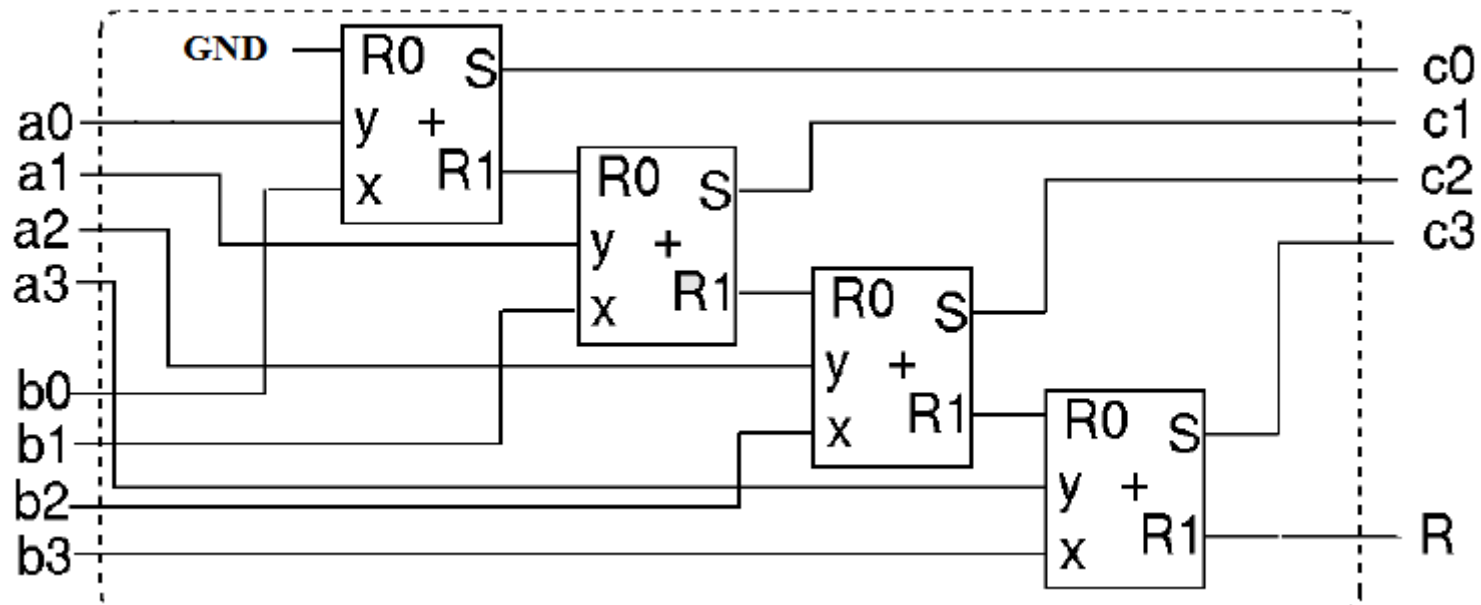 GND
R0
S
y +
R1
x
a0
a1
a2
a3
b0
b1
b2
b3
R0
S
y +
R1
x
R0
S
y +
R1
x
R0
S
y +
R1
x
c0
c1
c2
c3
R